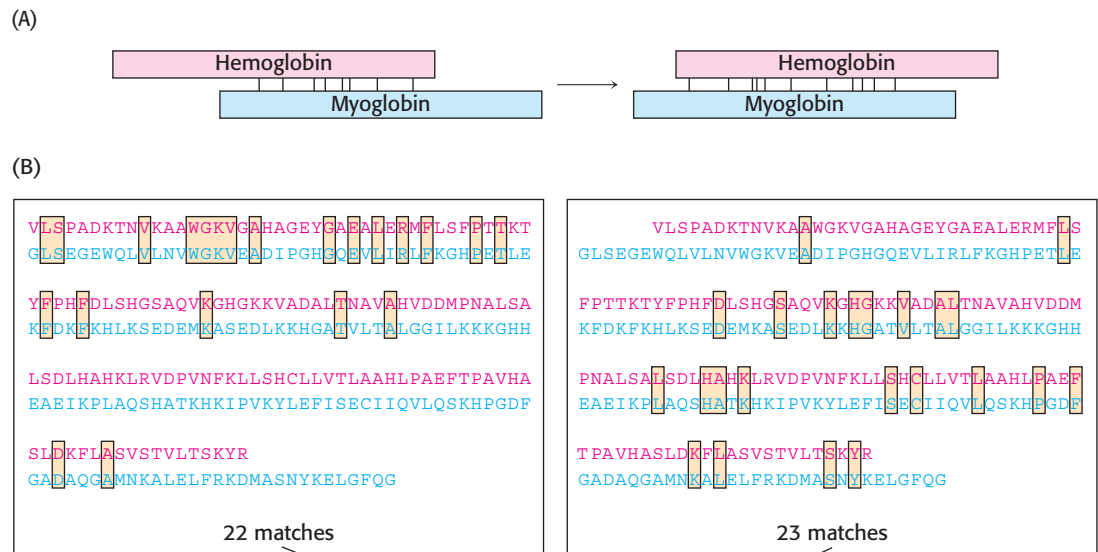 (A)
Hemoglobin
Myoglobin
Hemoglobin
Myoglobin
(B)
VLSPADKTNVKAAWGKVGAHAGEYGAEALERMFLSFPTTKT
GLSEGEWQLVLNVWGKVEADIPGHGQEVLIRLFKGHPETLE
YFPHFDLSHGSAQVKGHGKKVADALTNAVAHVDDMPNALSA
KFDKFKHLKSEDEMKASEDLKKHGATVLTALGGILKKKGHH
LSDLHAHKLRVDPVNFKLLSHCLLVTLAAHLPAEFTPAVHA
EAEIKPLAQSHATKHKIPVKYLEFISECIIQVLQSKHPGDF
SLDKFLASVSTVLTSKYR
GADAQGAMNKALELFRKDMASNYKELGFQG
22 matches
VLSPADKTNVKAAWGKVGAHAGEYGAEALERMFLS
GLSEGEWQLVLNVWGKVEADIPGHGQEVLIRLFKGHPETLE
FPTTKTYFPHFDLSHGSAQVKGHGKKVADALTNAVAHVDDM
KFDKFKHLKSEDEMKASEDLKKHGATVLTALGGILKKKGHH
PNALSALSDLHAHKLRVDPVNFKLLSHCLLVTLAAHLPAEF
EAEIKPLAQSHATKHKIPVKYLEFISECIIQVLQSKHPGDF
TPAVHASLDKFLASVSTVLTSKYR
GADAQGAMNKALELFRKDMASNYKELGFQG
23 matches